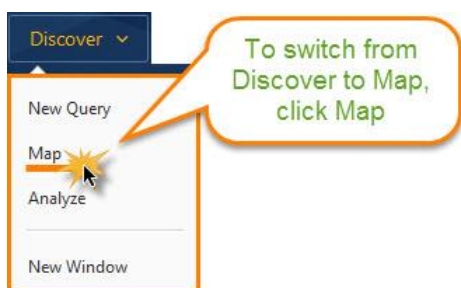 Discover
To switch from
Discover to Map,
click Map
New Query
Map
Analyze
New Window